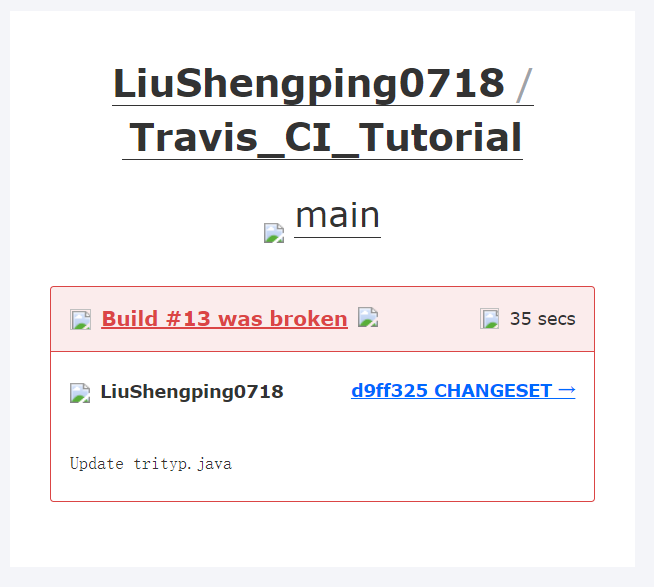 LiuShengping0718 /
Travis_CI_Tutorial
main
Build #13 was broken 35 secs
LiuShengping0718 d9ff325 CHANGESET →
Update trityp.java